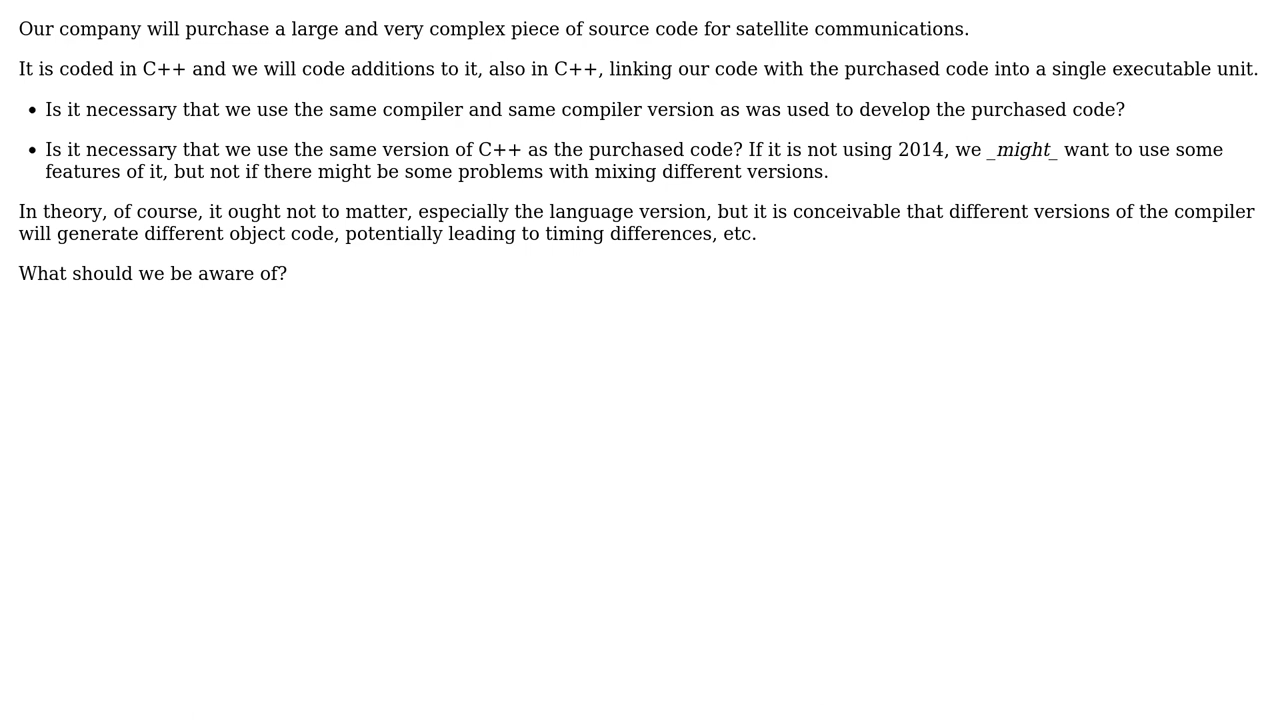 Our company will purchase a large and very complex piece of source code for satellite communications.
It is coded in C++ and we will code additions to it, also in C++, linking our code with the purchased code into a single executable unit.
• Is it necessary that we use the same compiler and same compiler version as was used to develop the purchased code?
• Is it necessary that we use the same version of C++ as the purchased code? If it is not using 2014, we _might_ want to use some
features of it, but not if there might be some problems with mixing different versions.
In theory, of course, it ought not to matter, especially the language version, but it is conceivable that different versions of the compiler
will generate different object code, potentially leading to timing differences, etc.
What should we be aware of?